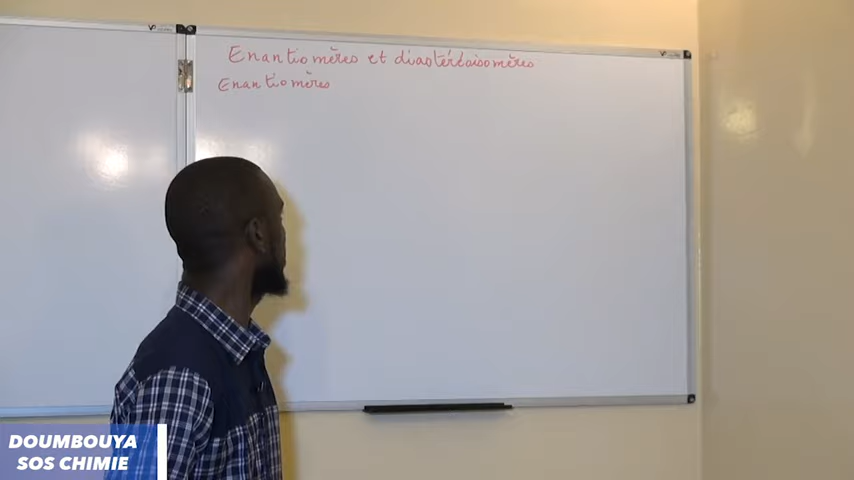 Enantiomères et diastéréoisomères
Enantiomères
DOUMBOUYA
SOS CHIMIE